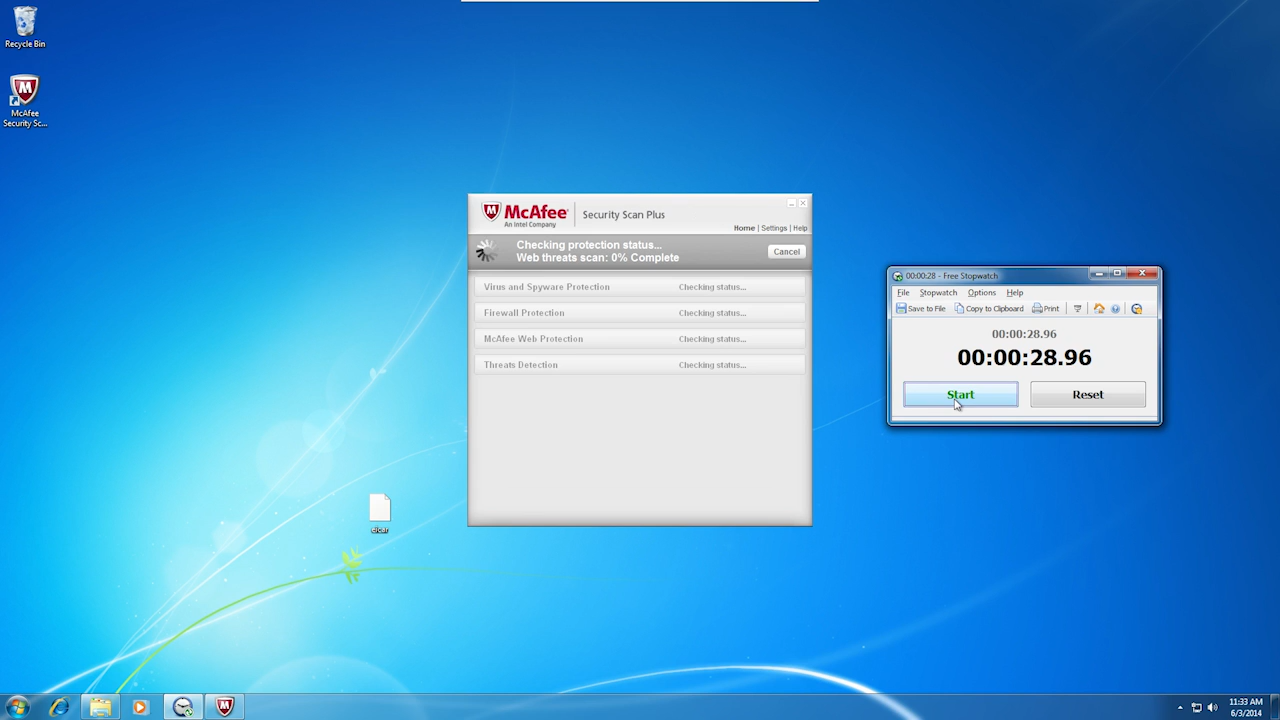 Recycle Bin
McAfee
Security Sc...
McAfee
An Intel Company
Security Scan Plus
Home | Settings | Help
Checking protection status...
Web threats scan: 0% Complete
Cancel
Virus and Spyware Protection Checking status...
Firewall Protection Checking status...
McAfee Web Protection Checking status...
Threats Detection Checking status...
00:00:28 - Free Stopwatch
File Stopwatch Options Help
Save to File Copy to Clipboard Print
00:00:28.96
00:00:28.96
Start Reset
eicar
11:33 AM
6/3/2014